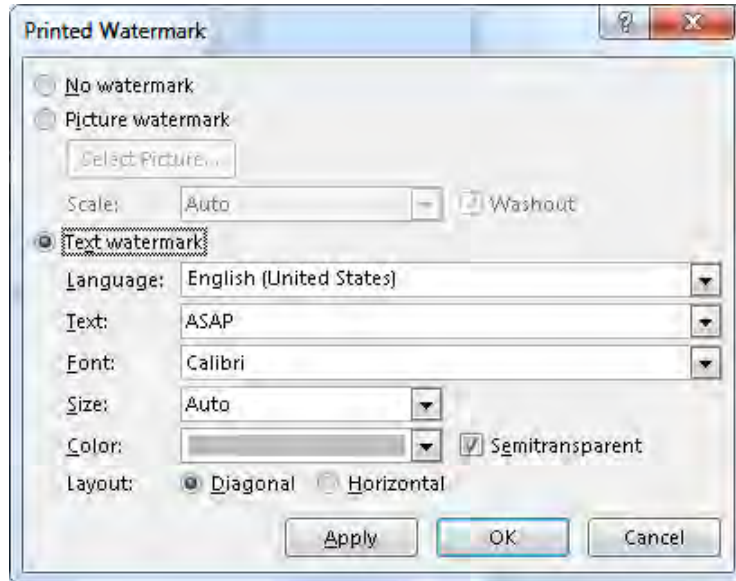 Printed Watermark
No watermark
Picture watermark
Select Picture...
Scale: Auto Washout
Text watermark
Language: English (United States)
Text: ASAP
Font: Calibri
Size: Auto
Color: Semitransparent
Layout: Diagonal Horizontal
Apply OK Cancel